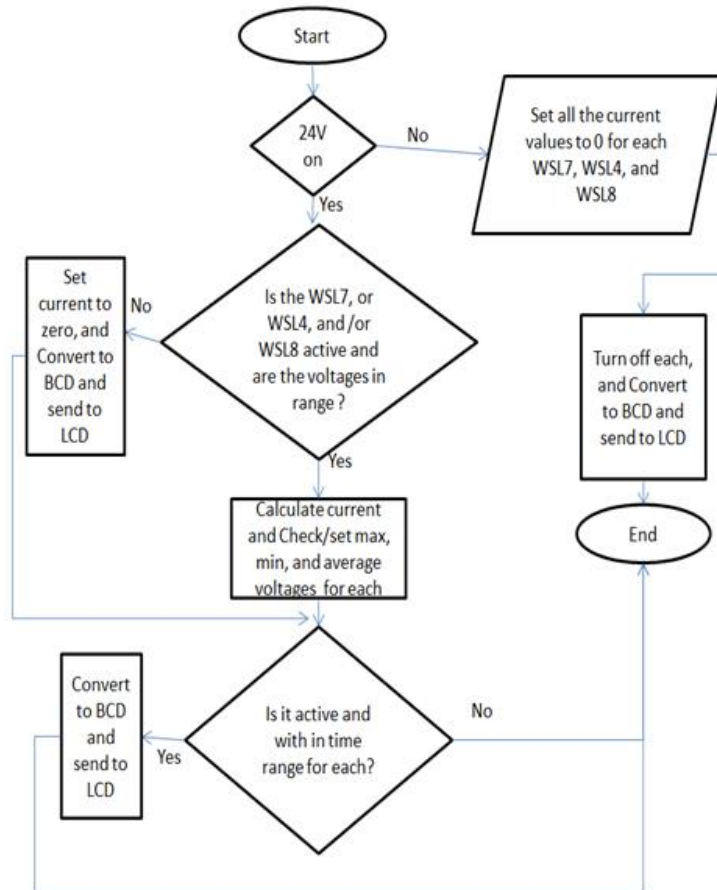 Start
24V
on
No
Set all the current
values to 0 for each
WSL7, WSL4, and
WSL8
Yes
Is the WSL7, or
WSL4, and /or
WSL8 active and
are the voltages in
range ?
No
Set
current to
zero, and
Convert to
BCD and
send to
LCD
Turn off each,
and Convert
to BCD and
send to LCD
Yes
Calculate current
and Check/set max,
min, and average
voltages for each
End
Is it active and
with in time
range for each?
No
Yes
Convert
to BCD
and
send to
LCD